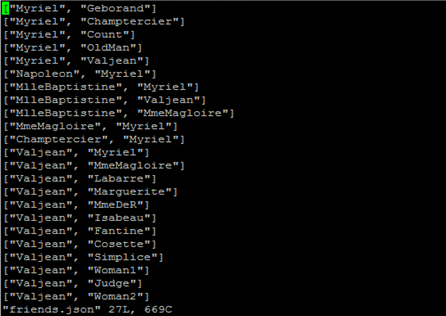 ["Myriel", "Geborand"]
["Myriel", "Champtercier"]
["Myriel", "Count"]
["Myriel", "OldMan"]
["Myriel", "Valjean"]
["Napoleon", "Myriel"]
["MlleBaptistine", "Myriel"]
["MlleBaptistine", "Valjean"]
["MlleBaptistine", "MmeMagloire"]
["MmeMagloire", "Myriel"]
["Champtercier", "Myriel"]
["Valjean", "Myriel"]
["Valjean", "MmeMagloire"]
["Valjean", "Labarre"]
["Valjean", "Marguerite"]
["Valjean", "MmeDeR"]
["Valjean", "Isabeau"]
["Valjean", "Fantine"]
["Valjean", "Cosette"]
["Valjean", "Simplice"]
["Valjean", "Woman1"]
["Valjean", "Judge"]
["Valjean", "Woman2"]
"friends.json" 27L, 669C